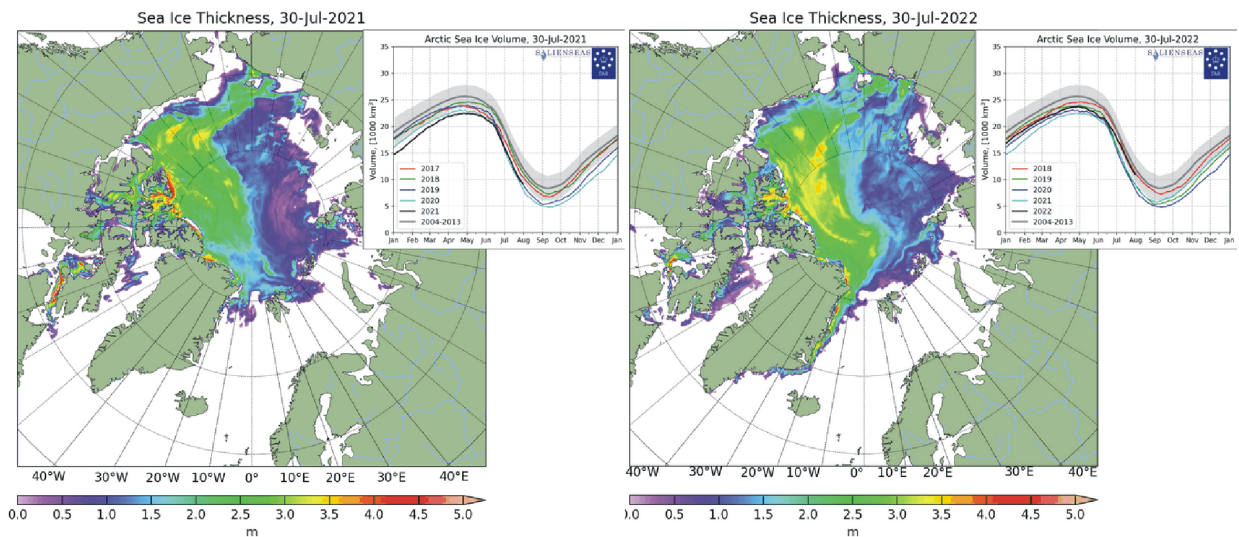 Sea Ice Thickness, 30-Jul-2021
Arctic Sea Ice Volume, 30-Jul-2021
SALIENSEAS
DMI
Volume, [1000 km³]
35
30
25
20
15
10
5
0
2017
2018
2019
2020
2021
2004-2013
Jan Feb Mar Apr May Jun Jul Aug Sep Oct Nov Dec Jan
40°W 30°W 20°W 10°W 0° 10°E 20°E 30°E 40°E
0.0 0.5 1.0 1.5 2.0 2.5 3.0 3.5 4.0 4.5 5.0
m
Sea Ice Thickness, 30-Jul-2022
Arctic Sea Ice Volume, 30-Jul-2022
SALIENSEAS
DMI
Volume, [1000 km³]
35
30
25
20
15
10
5
0
2018
2019
2020
2021
2022
2004-2013
Jan Feb Mar Apr May Jun Jul Aug Sep Oct Nov Dec Jan
40°W 30°W 20°W 10°W 0° 10°E 20°E 30°E 40°E
0.0 0.5 1.0 1.5 2.0 2.5 3.0 3.5 4.0 4.5 5.0
m